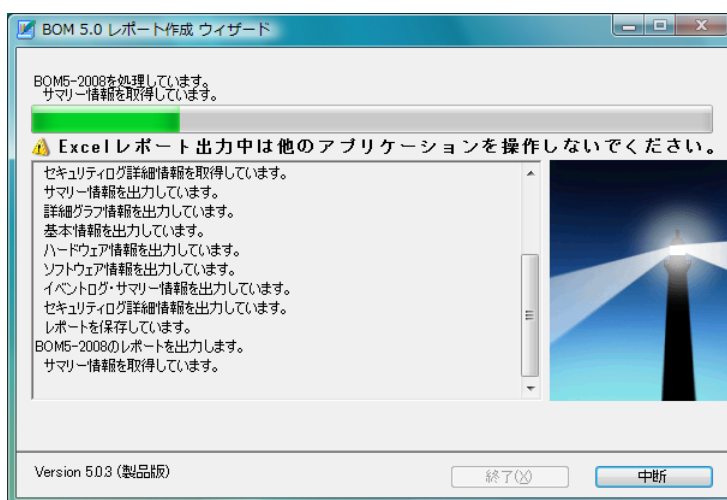 BOM 5.0 レポート作成 ウィザード
BOM5-2008を処理しています。
サマリー情報を取得しています。
Excelレポート出力中は他のアプリケーションを操作しないでください。
セキュリティログ詳細情報を取得しています。
サマリー情報を出力しています。
詳細グラフ情報を出力しています。
基本情報を出力しています。
ハードウェア情報を出力しています。
ソフトウェア情報を出力しています。
イベントログ・サマリー情報を出力しています。
セキュリティログ詳細情報を出力しています。
レポートを保存しています。
BOM5-2008のレポートを出力します。
サマリー情報を取得しています。
Version 5.0.3 (製品版)
終了(X)
中断